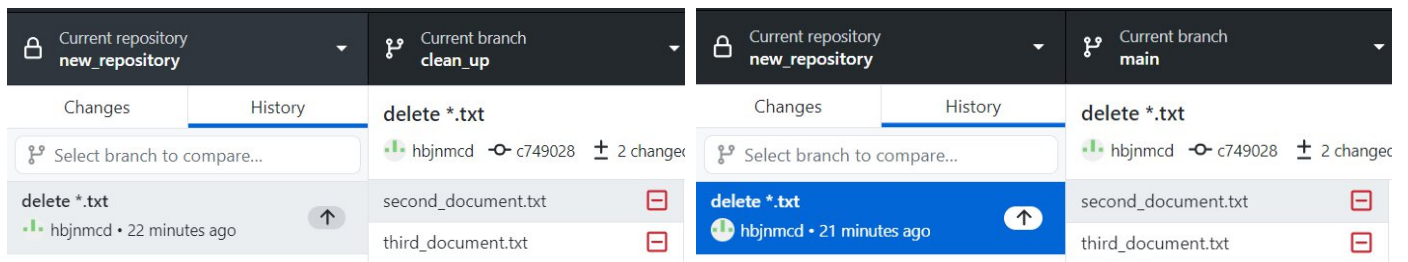 Current repository
new_repository
Current branch
clean_up
Changes
History
delete *.txt
hbjnmcd
c749028
2 changed
Select branch to compare...
delete *.txt
hbjnmcd • 22 minutes ago
second_document.txt
third_document.txt
Current repository
new_repository
Current branch
main
Changes
History
delete *.txt
hbjnmcd
c749028
2 changed
Select branch to compare...
delete *.txt
hbjnmcd • 21 minutes ago
second_document.txt
third_document.txt